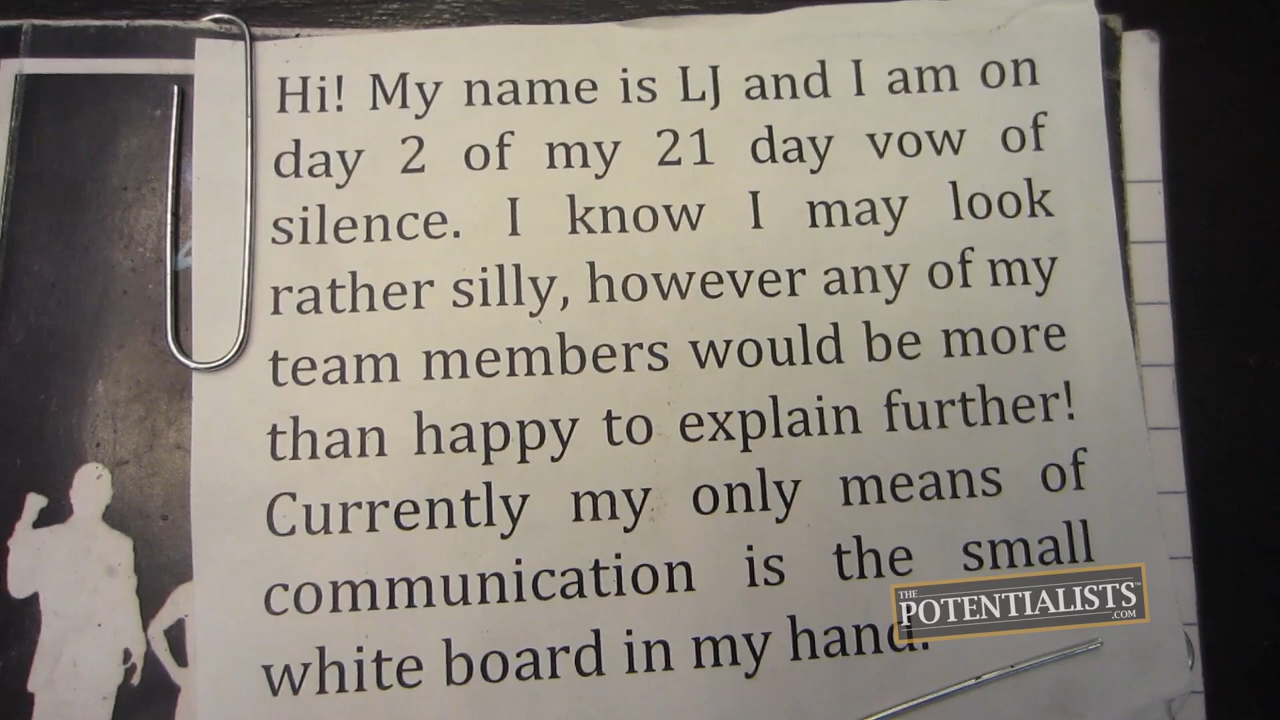 Hi! My name is LJ and I am on
day 2 of my 21 day vow of
silence. I know I may look
rather silly, however any of my
team members would be more
than happy to explain further!
Currently my only means of
communication is the small
white board in my hand.
THE
POTENTIALISTS™
.COM